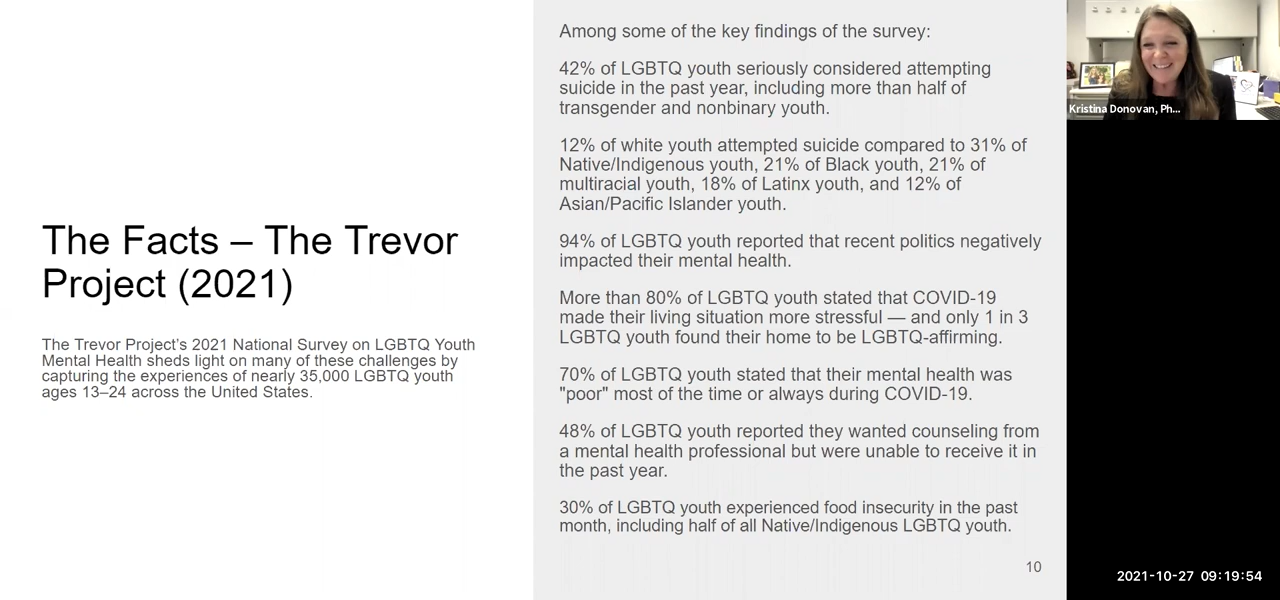 The Facts – The Trevor
Project (2021)
The Trevor Project's 2021 National Survey on LGBTQ Youth
Mental Health sheds light on many of these challenges by
capturing the experiences of nearly 35,000 LGBTQ youth
ages 13–24 across the United States.
Among some of the key findings of the survey:
42% of LGBTQ youth seriously considered attempting
suicide in the past year, including more than half of
transgender and nonbinary youth.
12% of white youth attempted suicide compared to 31% of
Native/Indigenous youth, 21% of Black youth, 21% of
multiracial youth, 18% of Latinx youth, and 12% of
Asian/Pacific Islander youth.
94% of LGBTQ youth reported that recent politics negatively
impacted their mental health.
More than 80% of LGBTQ youth stated that COVID-19
made their living situation more stressful — and only 1 in 3
LGBTQ youth found their home to be LGBTQ-affirming.
70% of LGBTQ youth stated that their mental health was
"poor" most of the time or always during COVID-19.
48% of LGBTQ youth reported they wanted counseling from
a mental health professional but were unable to receive it in
the past year.
30% of LGBTQ youth experienced food insecurity in the past
month, including half of all Native/Indigenous LGBTQ youth.
10
Kristina Donovan, Ph...
2021-10-27 09:19:54